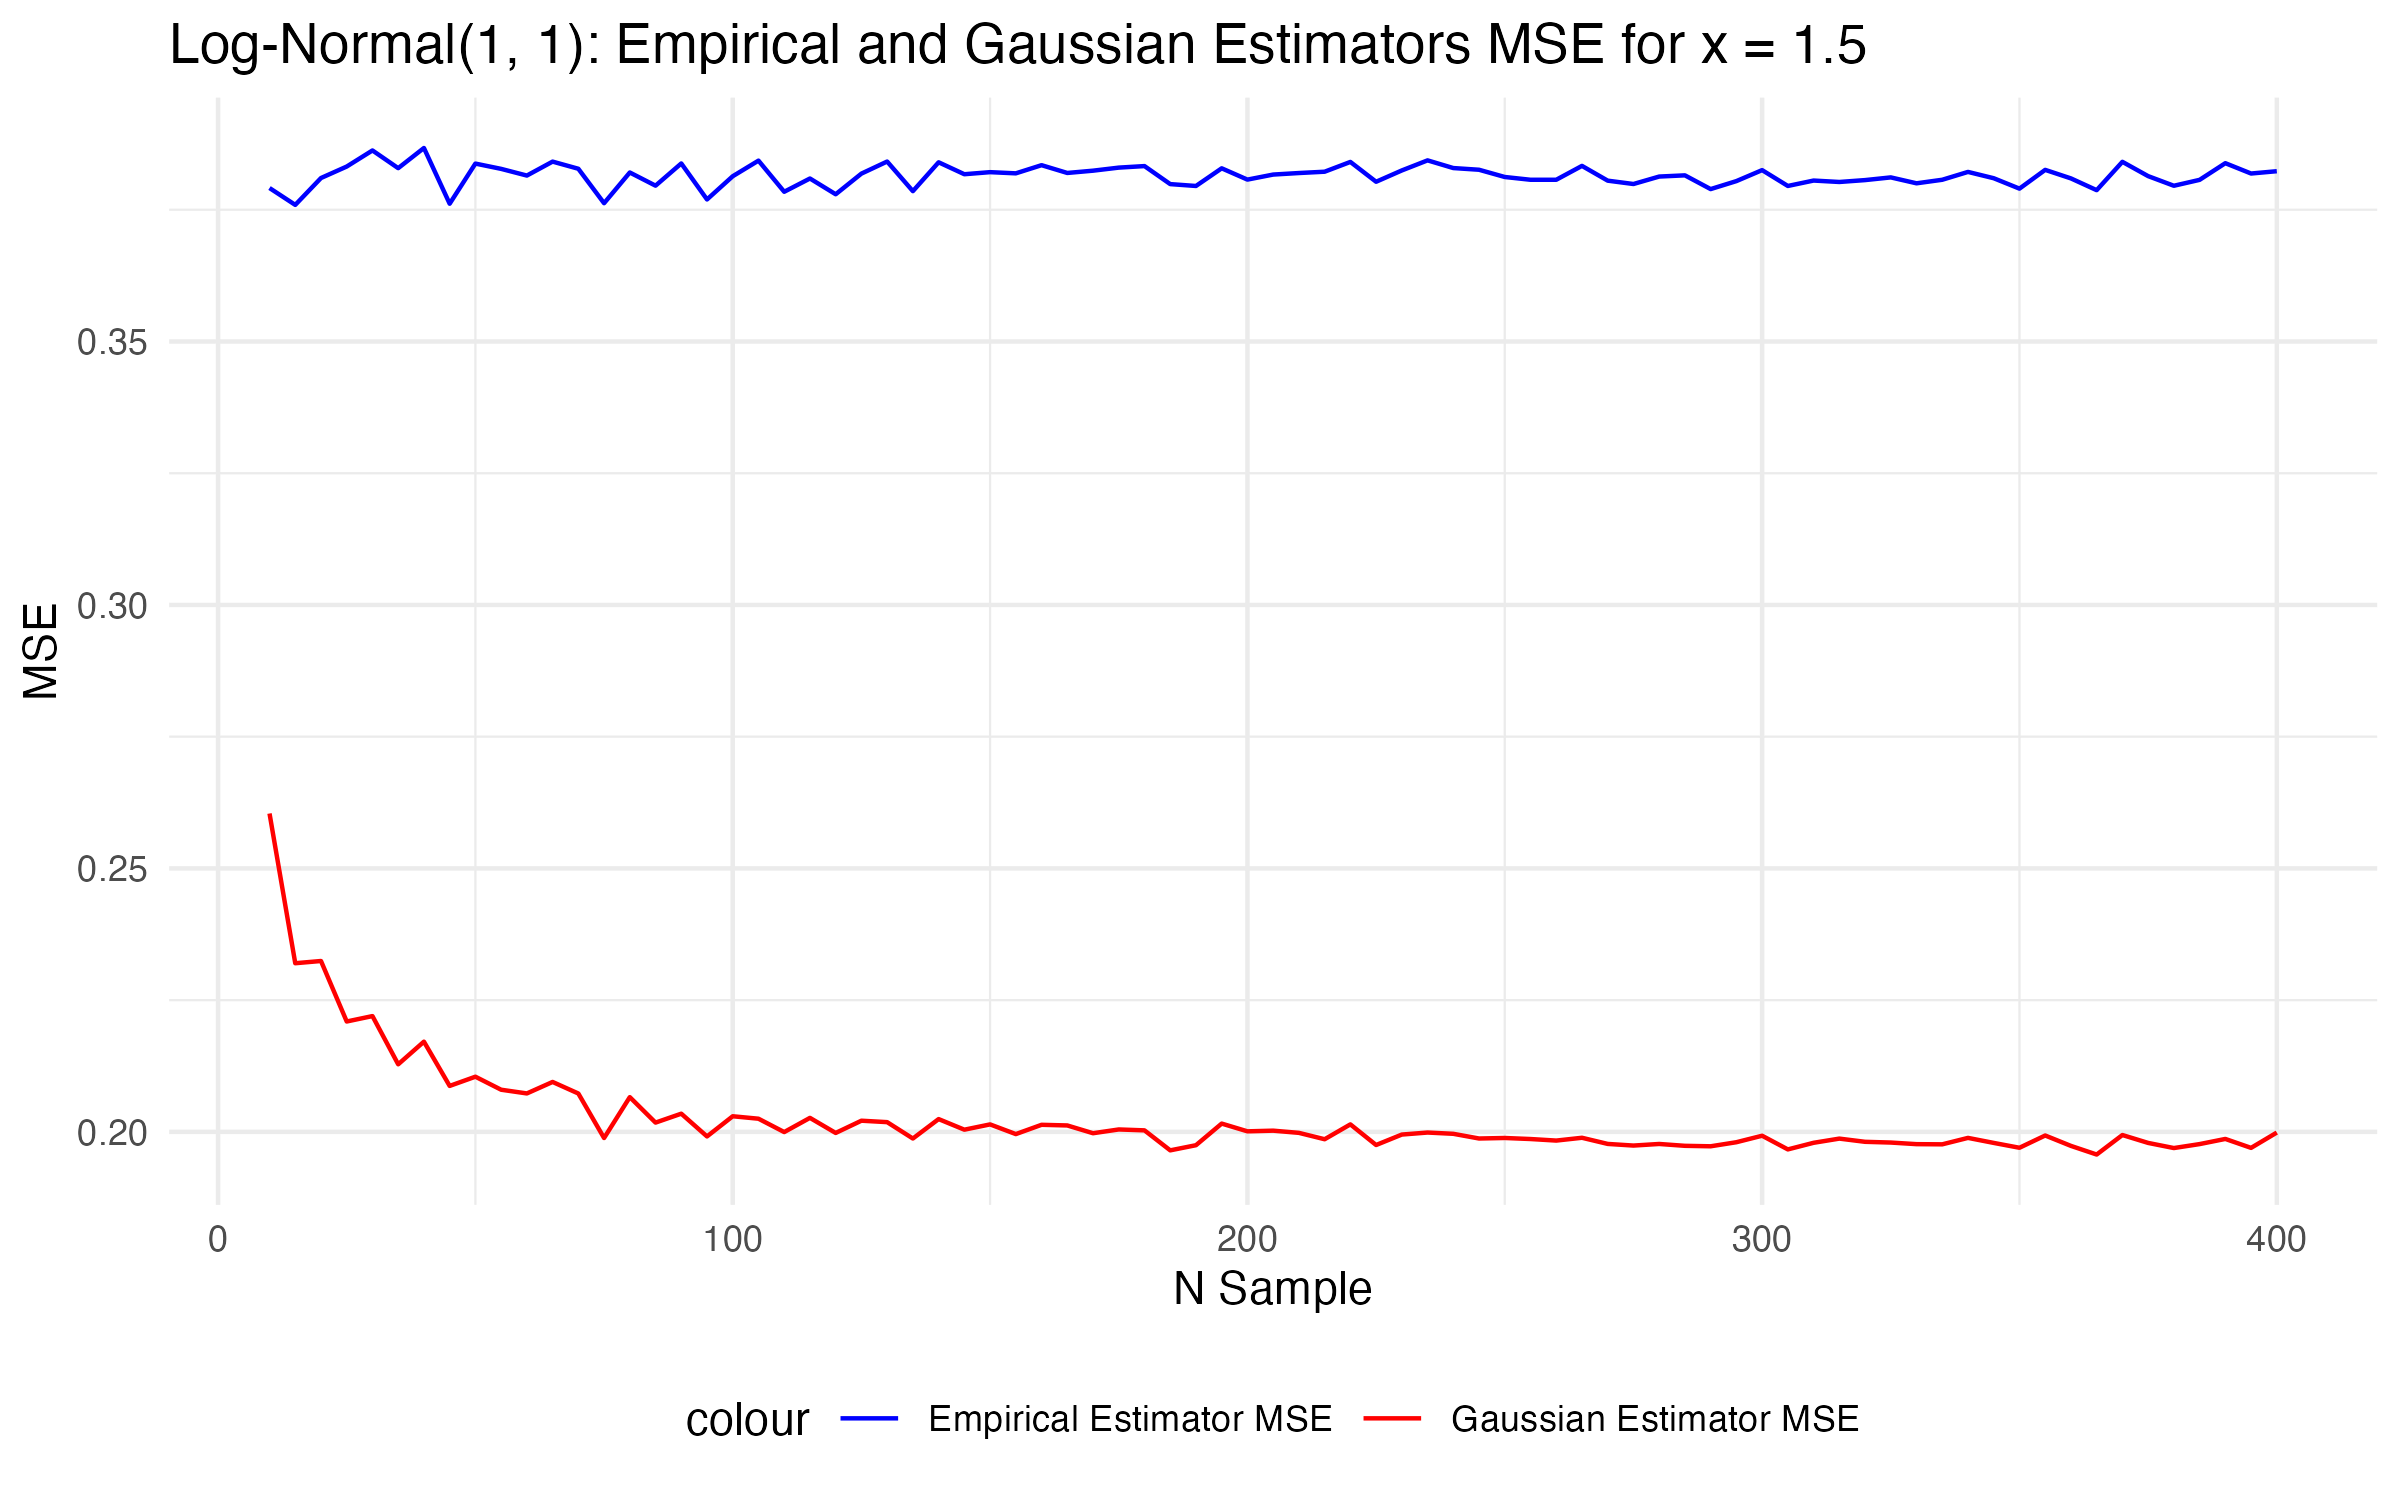 Log-Normal(1, 1): Empirical and Gaussian Estimators MSE for x = 1.5
MSE
0.35
0.30
0.25
0.20
0 100 200 300 400
N Sample
colour Empirical Estimator MSE Gaussian Estimator MSE